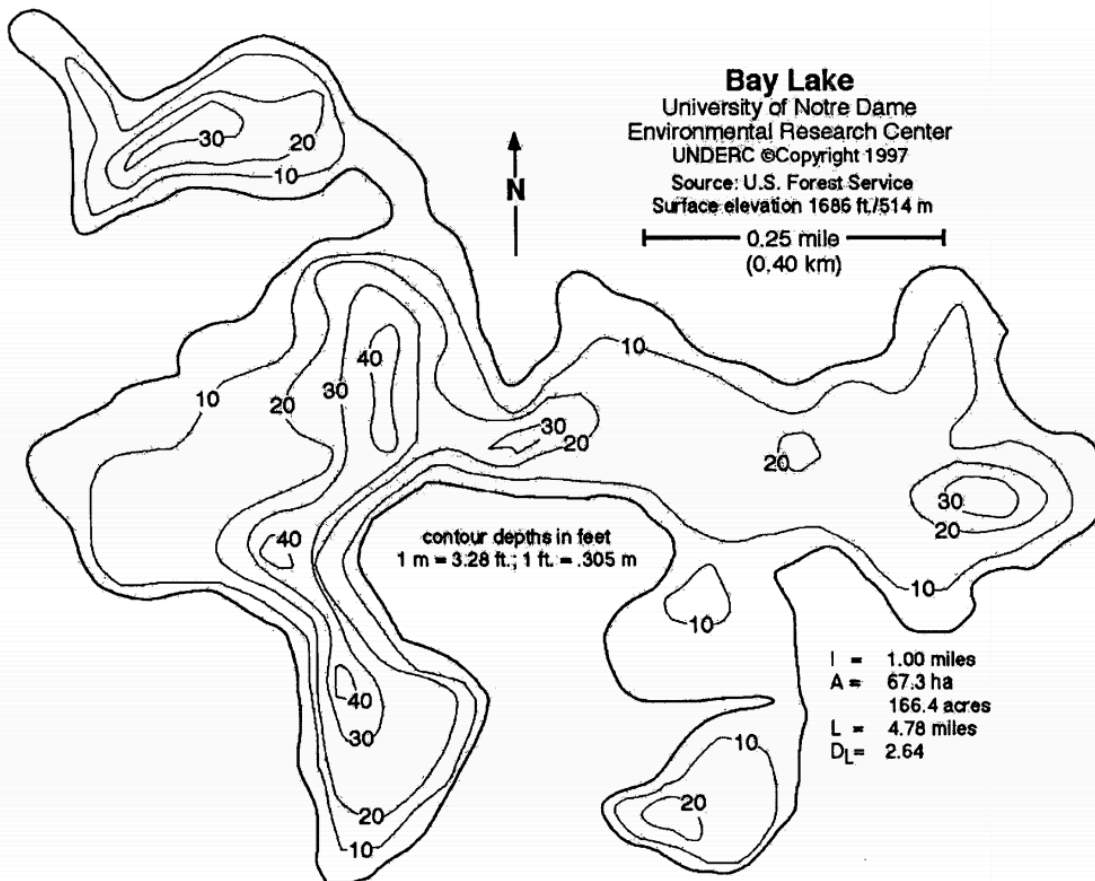 Bay Lake
University of Notre Dame
Environmental Research Center
UNDERC ©Copyright 1997
Source: U.S. Forest Service
Surface elevation 1686 ft./514 m
0.25 mile
(0.40 km)
N
30
20
10
10
40
10
20
30
30
20
20
30
20
40
contour depths in feet
1 m = 3.28 ft.; 1 ft. = .305 m
10
10
40
30
20
10
10
20
I = 1.00 miles
A = 67.3 ha
166.4 acres
L = 4.78 miles
DL= 2.64